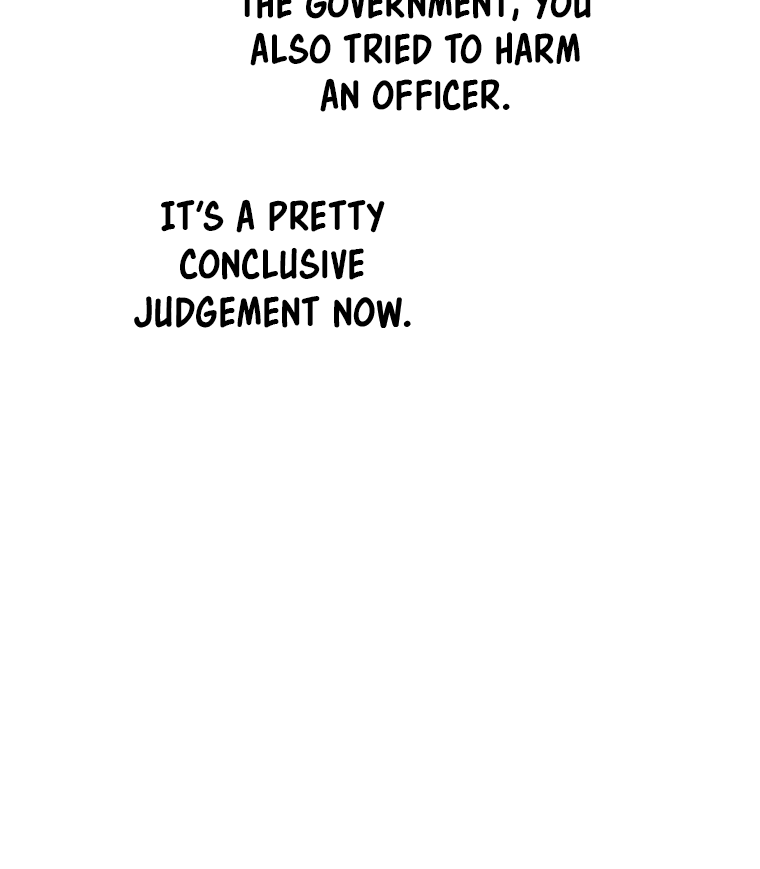 THE GOVERNMENT, YOU
ALSO TRIED TO HARM
AN OFFICER.
IT'S A PRETTY
CONCLUSIVE
JUDGEMENT NOW.